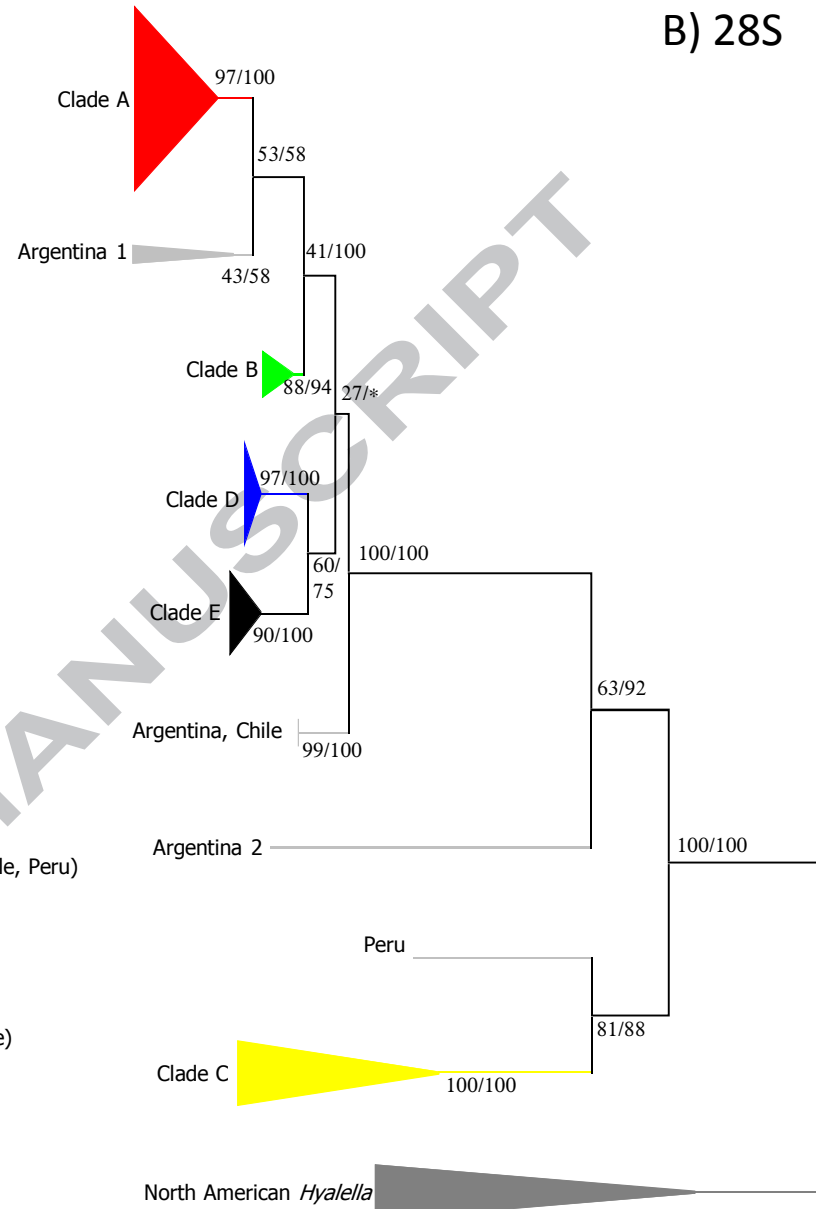 B) 28S
97/100
Clade A
53/58
Argentina 1
43/58
41/100
Clade B
88/94
27/*
97/100
Clade D
100/100
60/
75
Clade E
90/100
63/92
Argentina, Chile
99/100
Argentina 2
100/100
le, Peru)
Peru
81/88
e)
Clade C
100/100
North American Hyalella
MANUSCRIPT